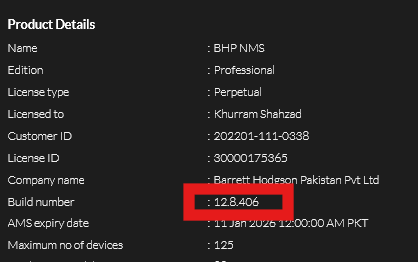 Product Details
Name : BHP NMS
Edition : Professional
License type : Perpetual
Licensed to : Khurram Shahzad
Customer ID : 202201-111-0338
License ID : 30000175365
Company name : Barrett Hodgson Pakistan Pvt Ltd
Build number : 12.8.406
AMS expiry date : 11 Jan 2026 12:00:00 AM PKT
Maximum no of devices : 125